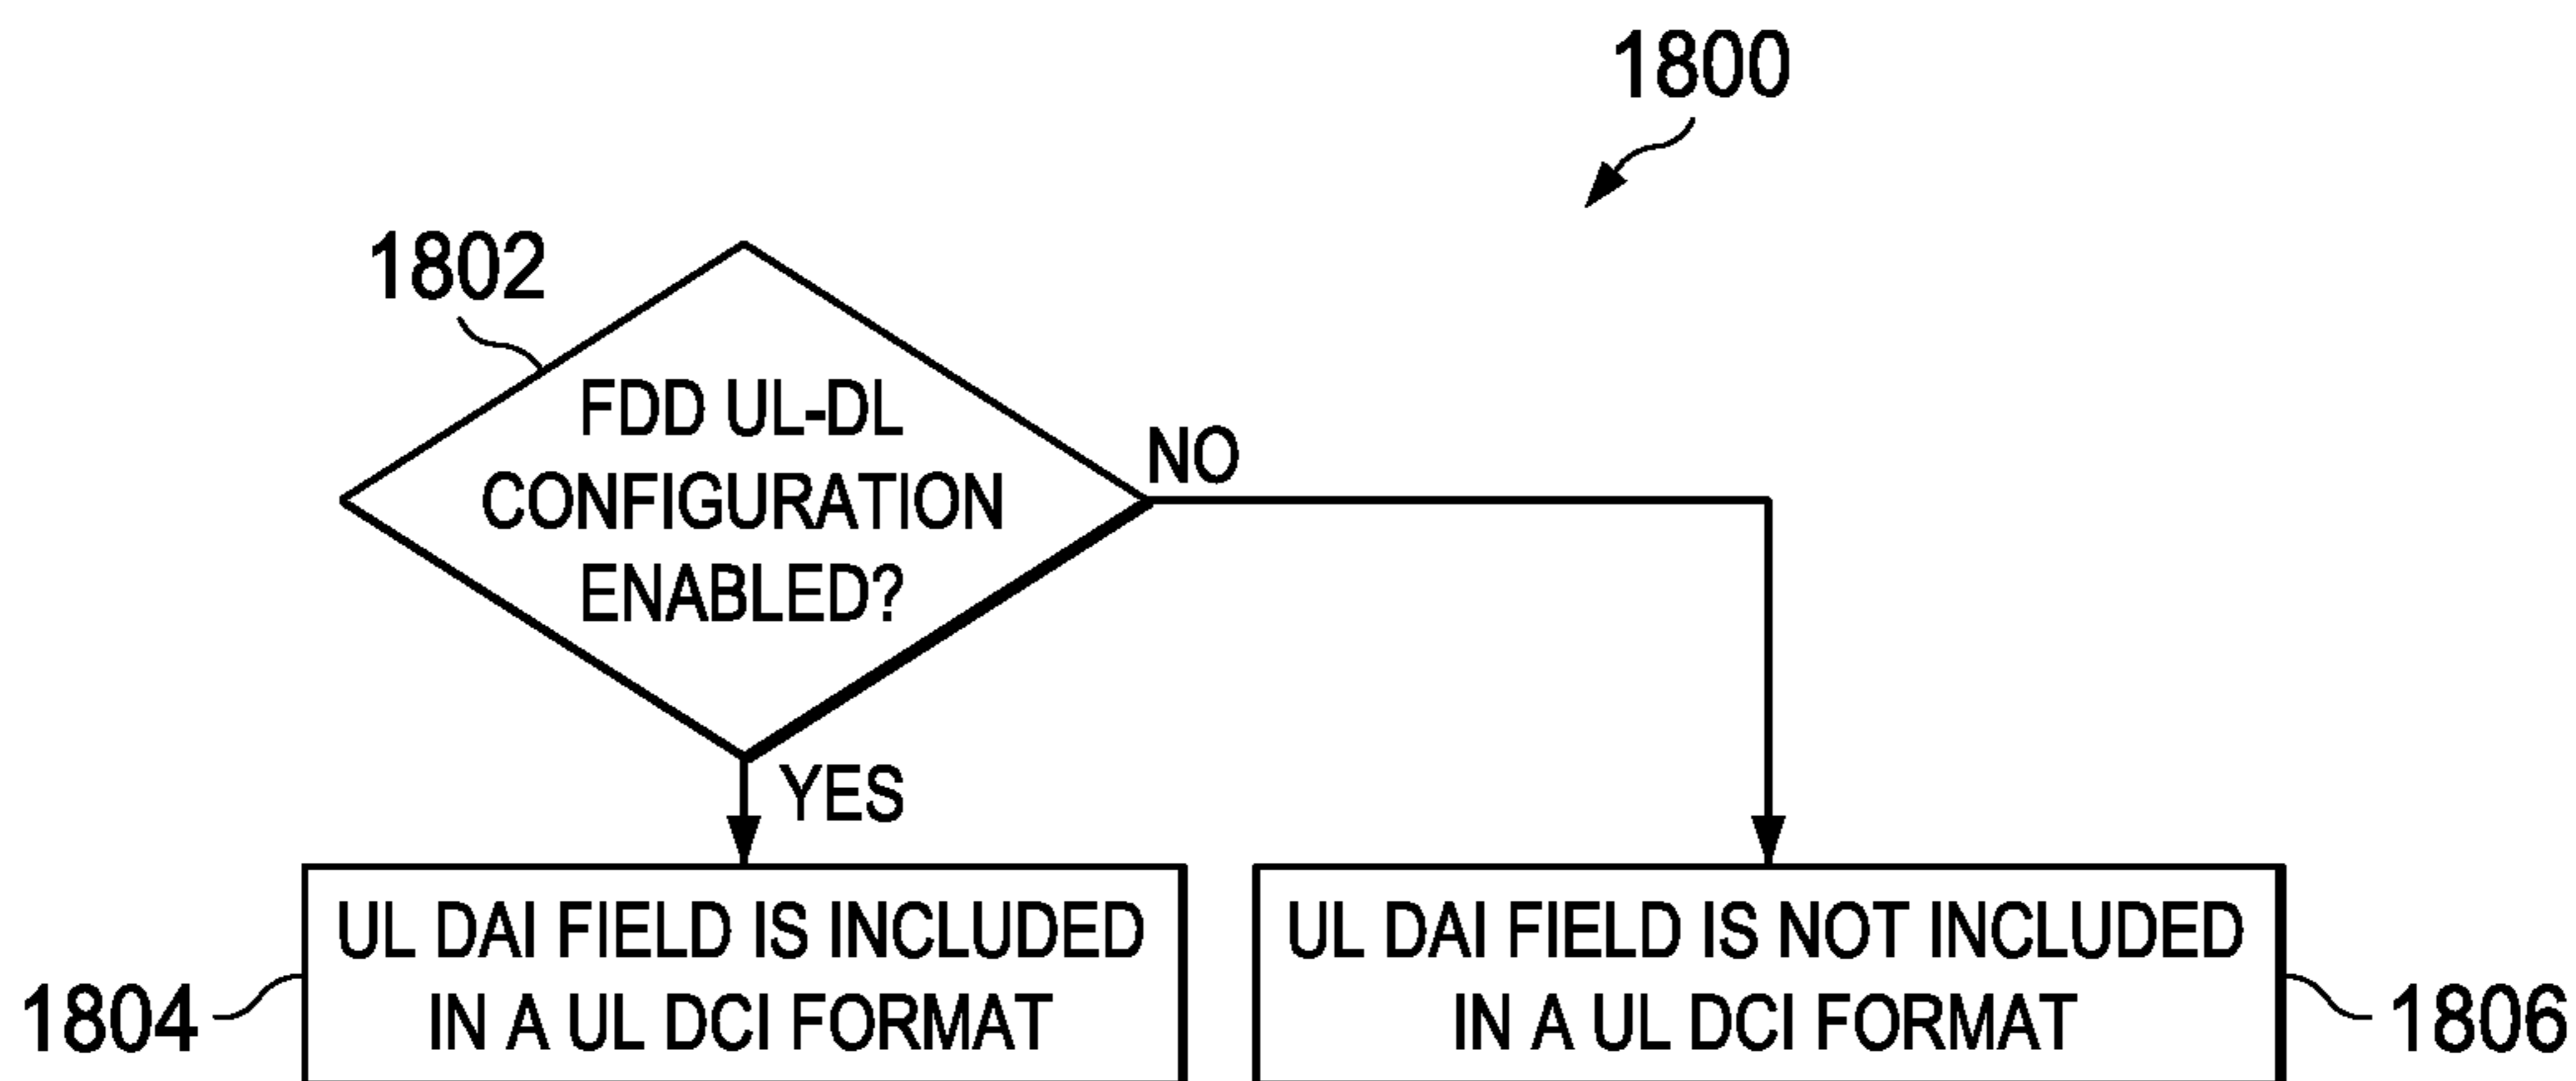 1800
1802
FDD UL-DL
CONFIGURATION
ENABLED?
NO
YES
UL DAI FIELD IS INCLUDED
IN A UL DCI FORMAT
1804
UL DAI FIELD IS NOT INCLUDED
IN A UL DCI FORMAT
1806